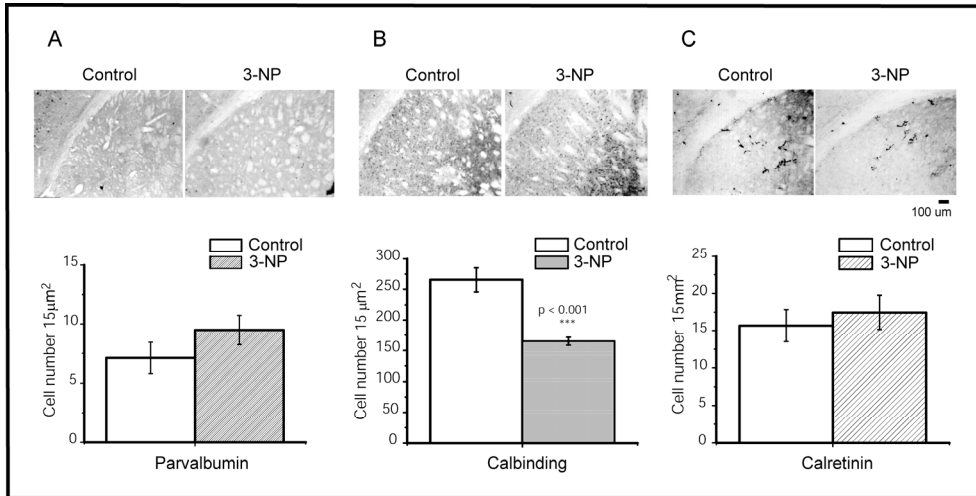 A
Control 3-NP
Control
3-NP
Cell number 15µm²
15
10
5
0
Parvalbumin
B
Control 3-NP
Control
3-NP
Cell number 15 µm²
300
250
200
150
100
50
0
p < 0.001
***
Calbinding
C
Control 3-NP
100 um
Control
3-NP
Cell number 15mm²
25
20
15
10
5
0
Calretinin